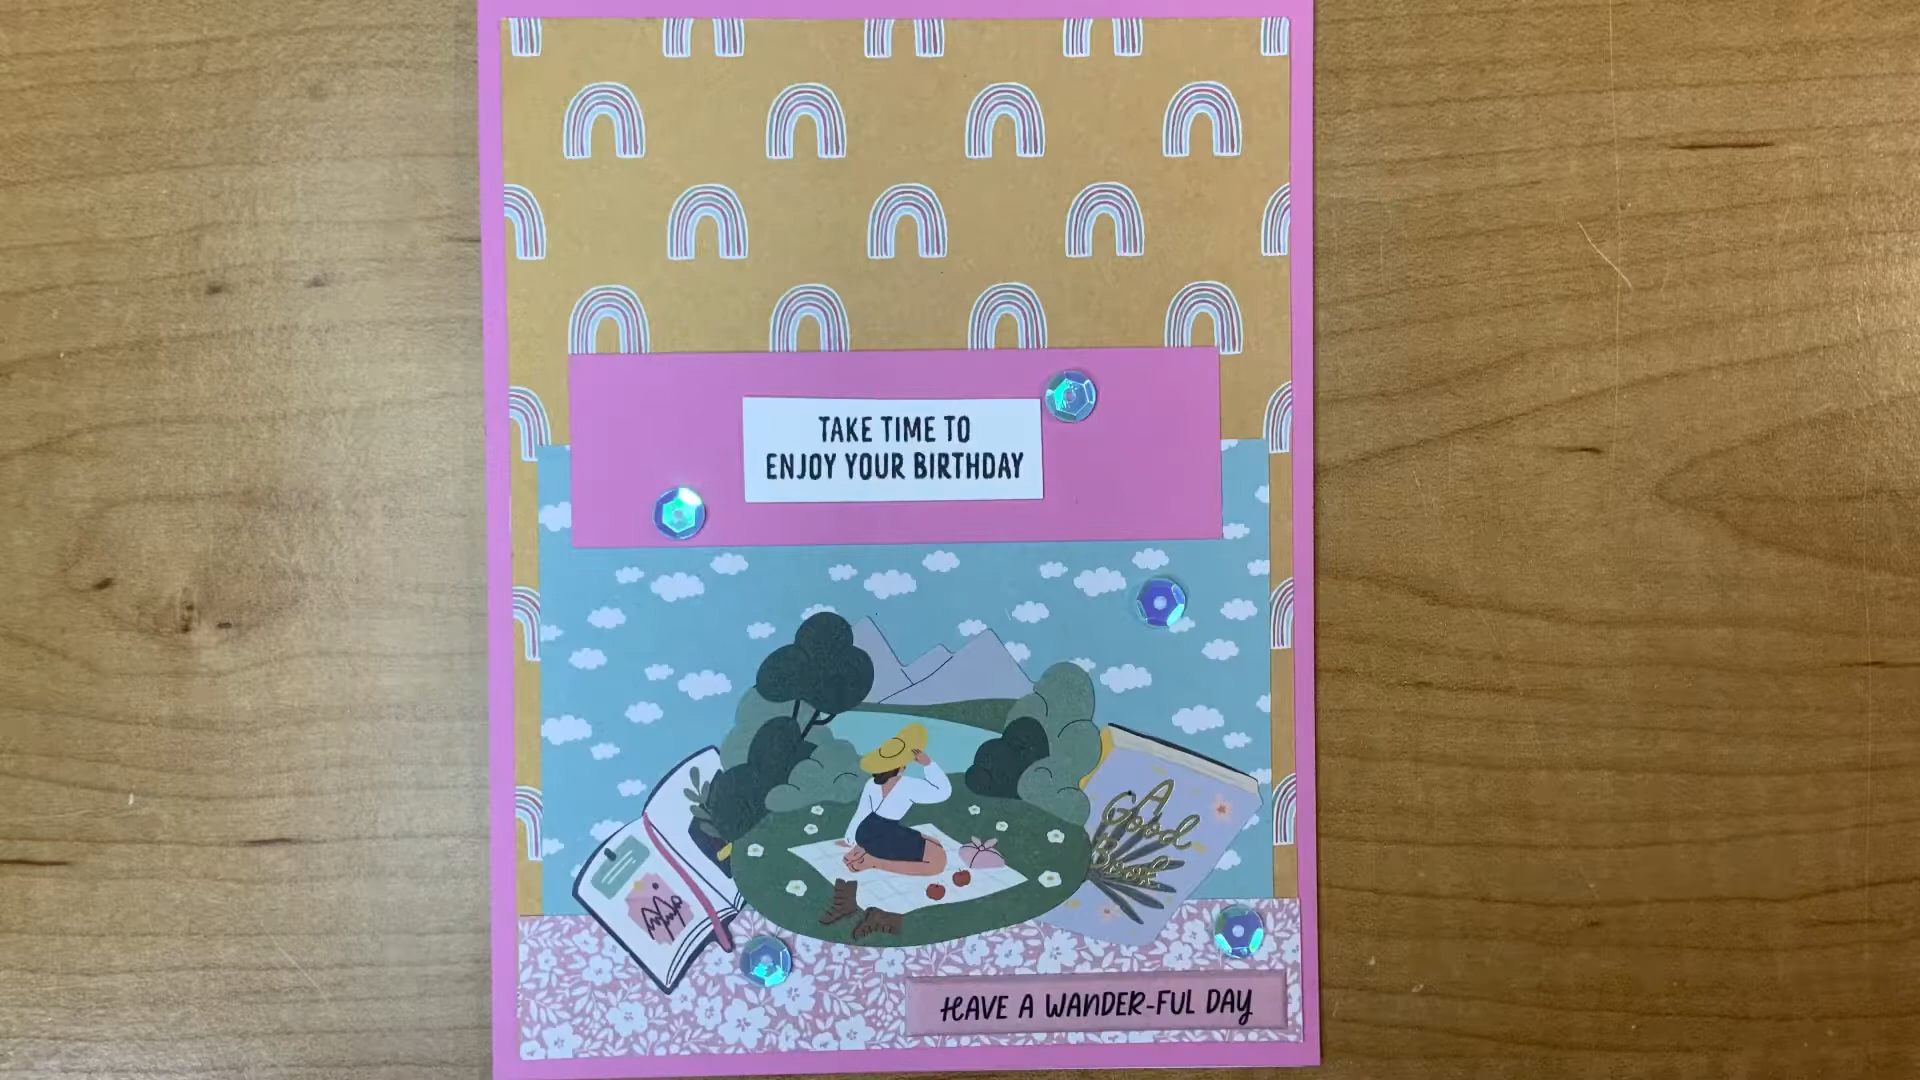 TAKE TIME TO
ENJOY YOUR BIRTHDAY
A
Good
Book
HAVE A WANDER-FUL DAY